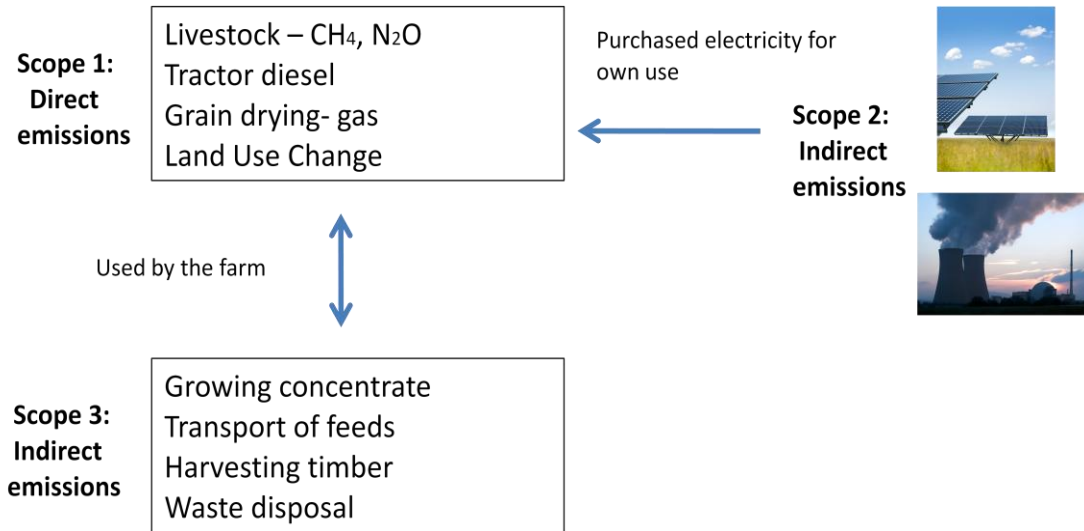 Scope 1:
Direct
emissions
Livestock – CH₄, N₂O
Tractor diesel
Grain drying- gas
Land Use Change
Purchased electricity for
own use
Scope 2:
Indirect
emissions
Used by the farm
Scope 3:
Indirect
emissions
Growing concentrate
Transport of feeds
Harvesting timber
Waste disposal